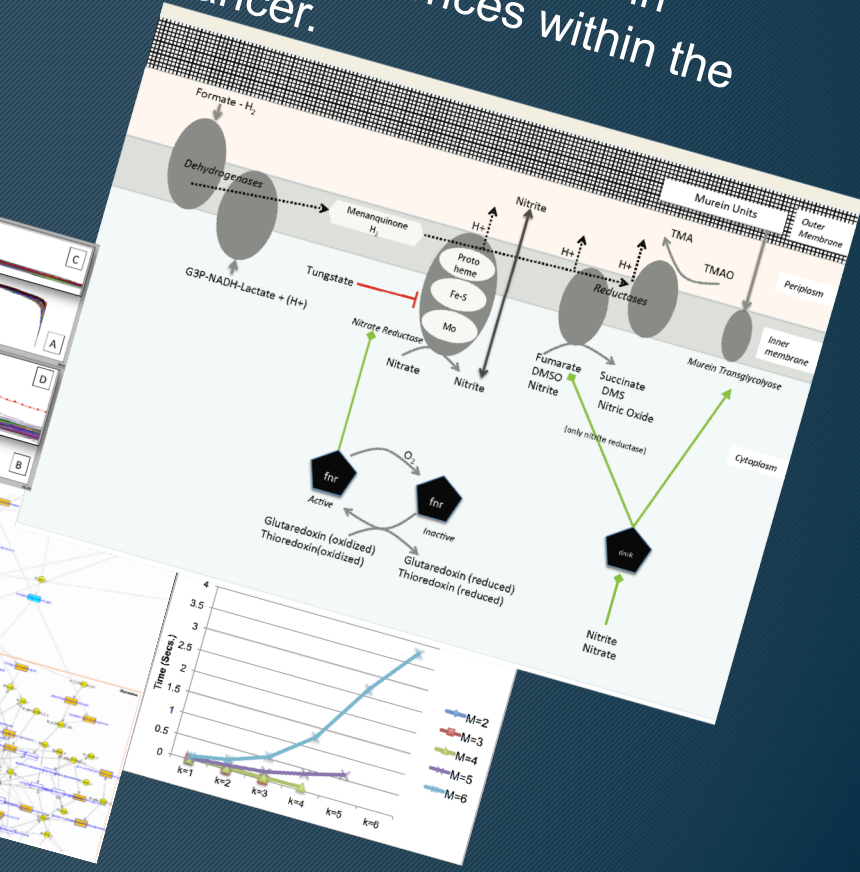 in
ences within the
ancer.
Formate - H2
Dehydrogenases
Menanquinone
H2
G3P-NADH-Lactate + (H+)
Tungstate
H+
Nitrite
Proto
heme
Fe-S
Mo
Nitrate Reductase
Nitrate
Nitrite
H+
H+
Reductases
TMA
TMAO
Murein Units
Outer
Membrane
Periplasm
Inner
membrane
Murein Transglycolyase
Fumarate
DMSO
Nitrite
Succinate
DMS
Nitric Oxide
(only nitrite reductase)
Cytoplasm
fnr
Active
O2
fnr
Inactive
Glutaredoxin (oxidized)
Thioredoxin(oxidized)
Glutaredoxin (reduced)
Thioredoxin (reduced)
Nitrite
Nitrate
C
A
D
B
Time (Secs.)
4
3.5
3
2.5
2
1.5
1
0.5
0
k=1
k=2
k=3
k=4
k=5
k=6
M=2
M=3
M=4
M=5
M=6